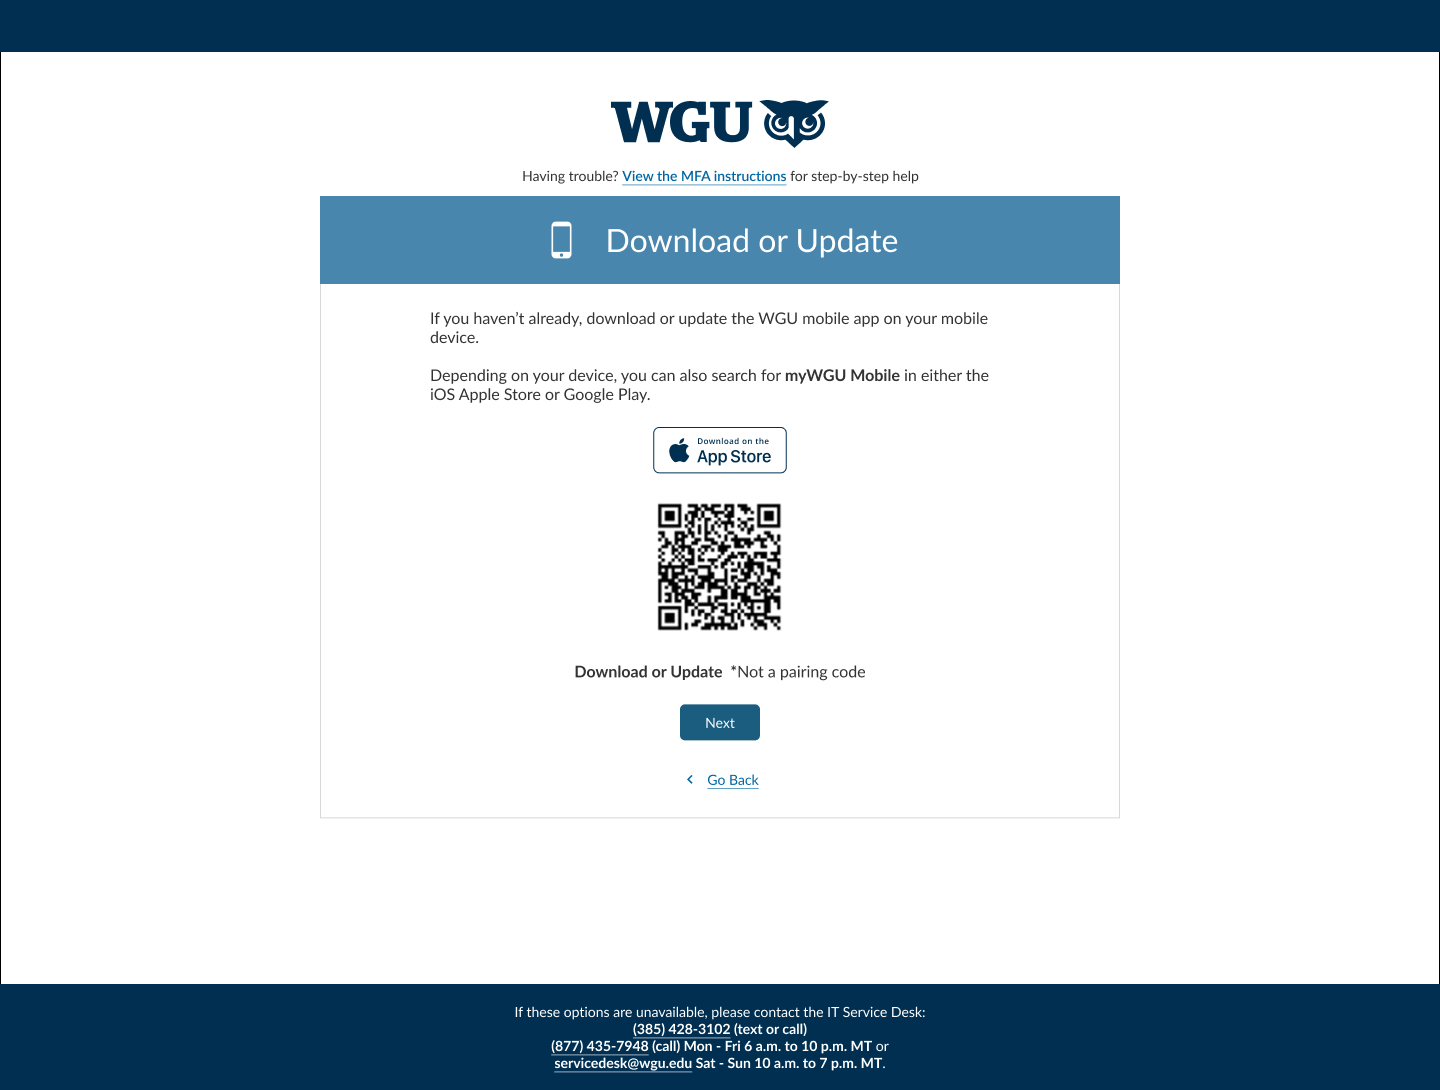 WGU
Having trouble? View the MFA instructions for step-by-step help
Download or Update
If you haven’t already, download or update the WGU mobile app on your mobile
device.
Depending on your device, you can also search for myWGU Mobile in either the
iOS Apple Store or Google Play.
Download on the
App Store
Download or Update *Not a pairing code
Next
Go Back
If these options are unavailable, please contact the IT Service Desk:
(385) 428-3102 (text or call)
(877) 435-7948 (call) Mon - Fri 6 a.m. to 10 p.m. MT or
servicedesk@wgu.edu Sat - Sun 10 a.m. to 7 p.m. MT.